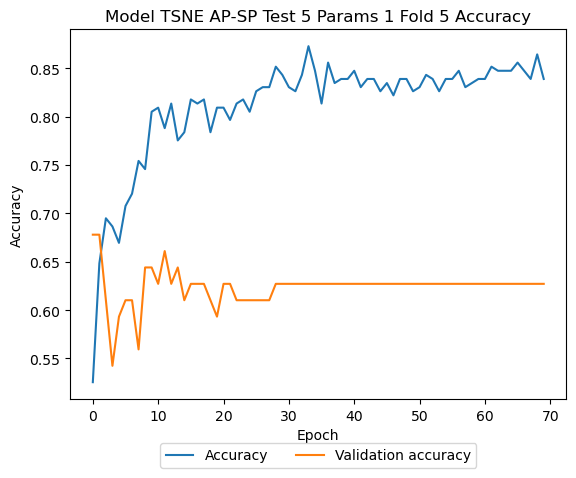 Model TSNE AP-SP Test 5 Params 1 Fold 5 Accuracy
Accuracy
0.85
0.80
0.75
0.70
0.65
0.60
0.55
0 10 20 30 40 50 60 70
Epoch
Accuracy Validation accuracy